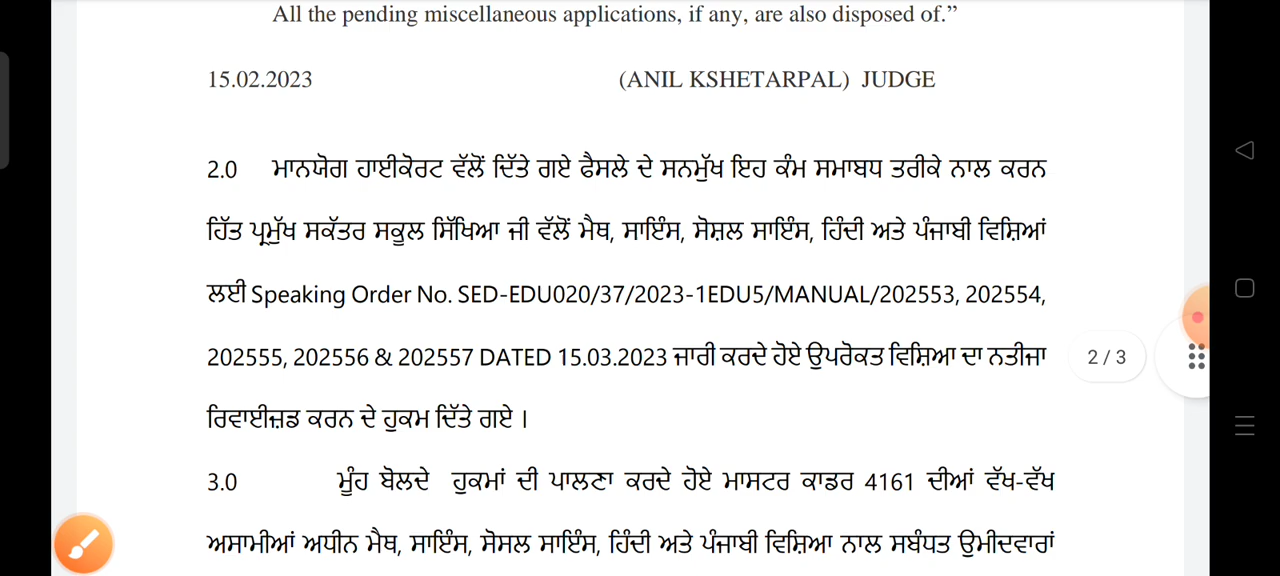 All the pending miscellaneous applications, if any, are also disposed of.”
15.02.2023 (ANIL KSHETARPAL) JUDGE
2.0 ਮਾਨਯੋਗ ਹਾਈਕੋਰਟ ਵੱਲੋਂ ਦਿੱਤੇ ਗਏ ਫੈਸਲੇ ਦੇ ਸਨਮੁੱਖ ਇਹ ਕੰਮ ਸਮਾਬਧ ਤਰੀਕੇ ਨਾਲ ਕਰਨ
ਹਿੱਤ ਪ੍ਰਮੁੱਖ ਸਕੱਤਰ ਸਕੂਲ ਸਿੱਖਿਆ ਜੀ ਵੱਲੋਂ ਮੈਥ, ਸਾਇੰਸ, ਸੋਸ਼ਲ ਸਾਇੰਸ, ਹਿੰਦੀ ਅਤੇ ਪੰਜਾਬੀ ਵਿਸ਼ਿਆਂ
ਲਈ Speaking Order No. SED-EDU020/37/2023-1EDU5/MANUAL/202553, 202554,
202555, 202556 & 202557 DATED 15.03.2023 ਜਾਰੀ ਕਰਦੇ ਹੋਏ ਉਪਰੋਕਤ ਵਿਸ਼ਿਆ ਦਾ ਨਤੀਜਾ
2 / 3
ਰਿਵਾਈਜ਼ਡ ਕਰਨ ਦੇ ਹੁਕਮ ਦਿੱਤੇ ਗਏ ।
3.0 ਮੂੰਹ ਬੋਲਦੇ ਹੁਕਮਾਂ ਦੀ ਪਾਲਣਾ ਕਰਦੇ ਹੋਏ ਮਾਸਟਰ ਕਾਡਰ 4161 ਦੀਆਂ ਵੱਖ-ਵੱਖ
ਅਸਾਮੀਆਂ ਅਧੀਨ ਮੈਥ, ਸਾਇੰਸ, ਸੋਸਲ ਸਾਇੰਸ, ਹਿੰਦੀ ਅਤੇ ਪੰਜਾਬੀ ਵਿਸ਼ਿਆ ਨਾਲ ਸਬੰਧਤ ਉਮੀਦਵਾਰਾਂ